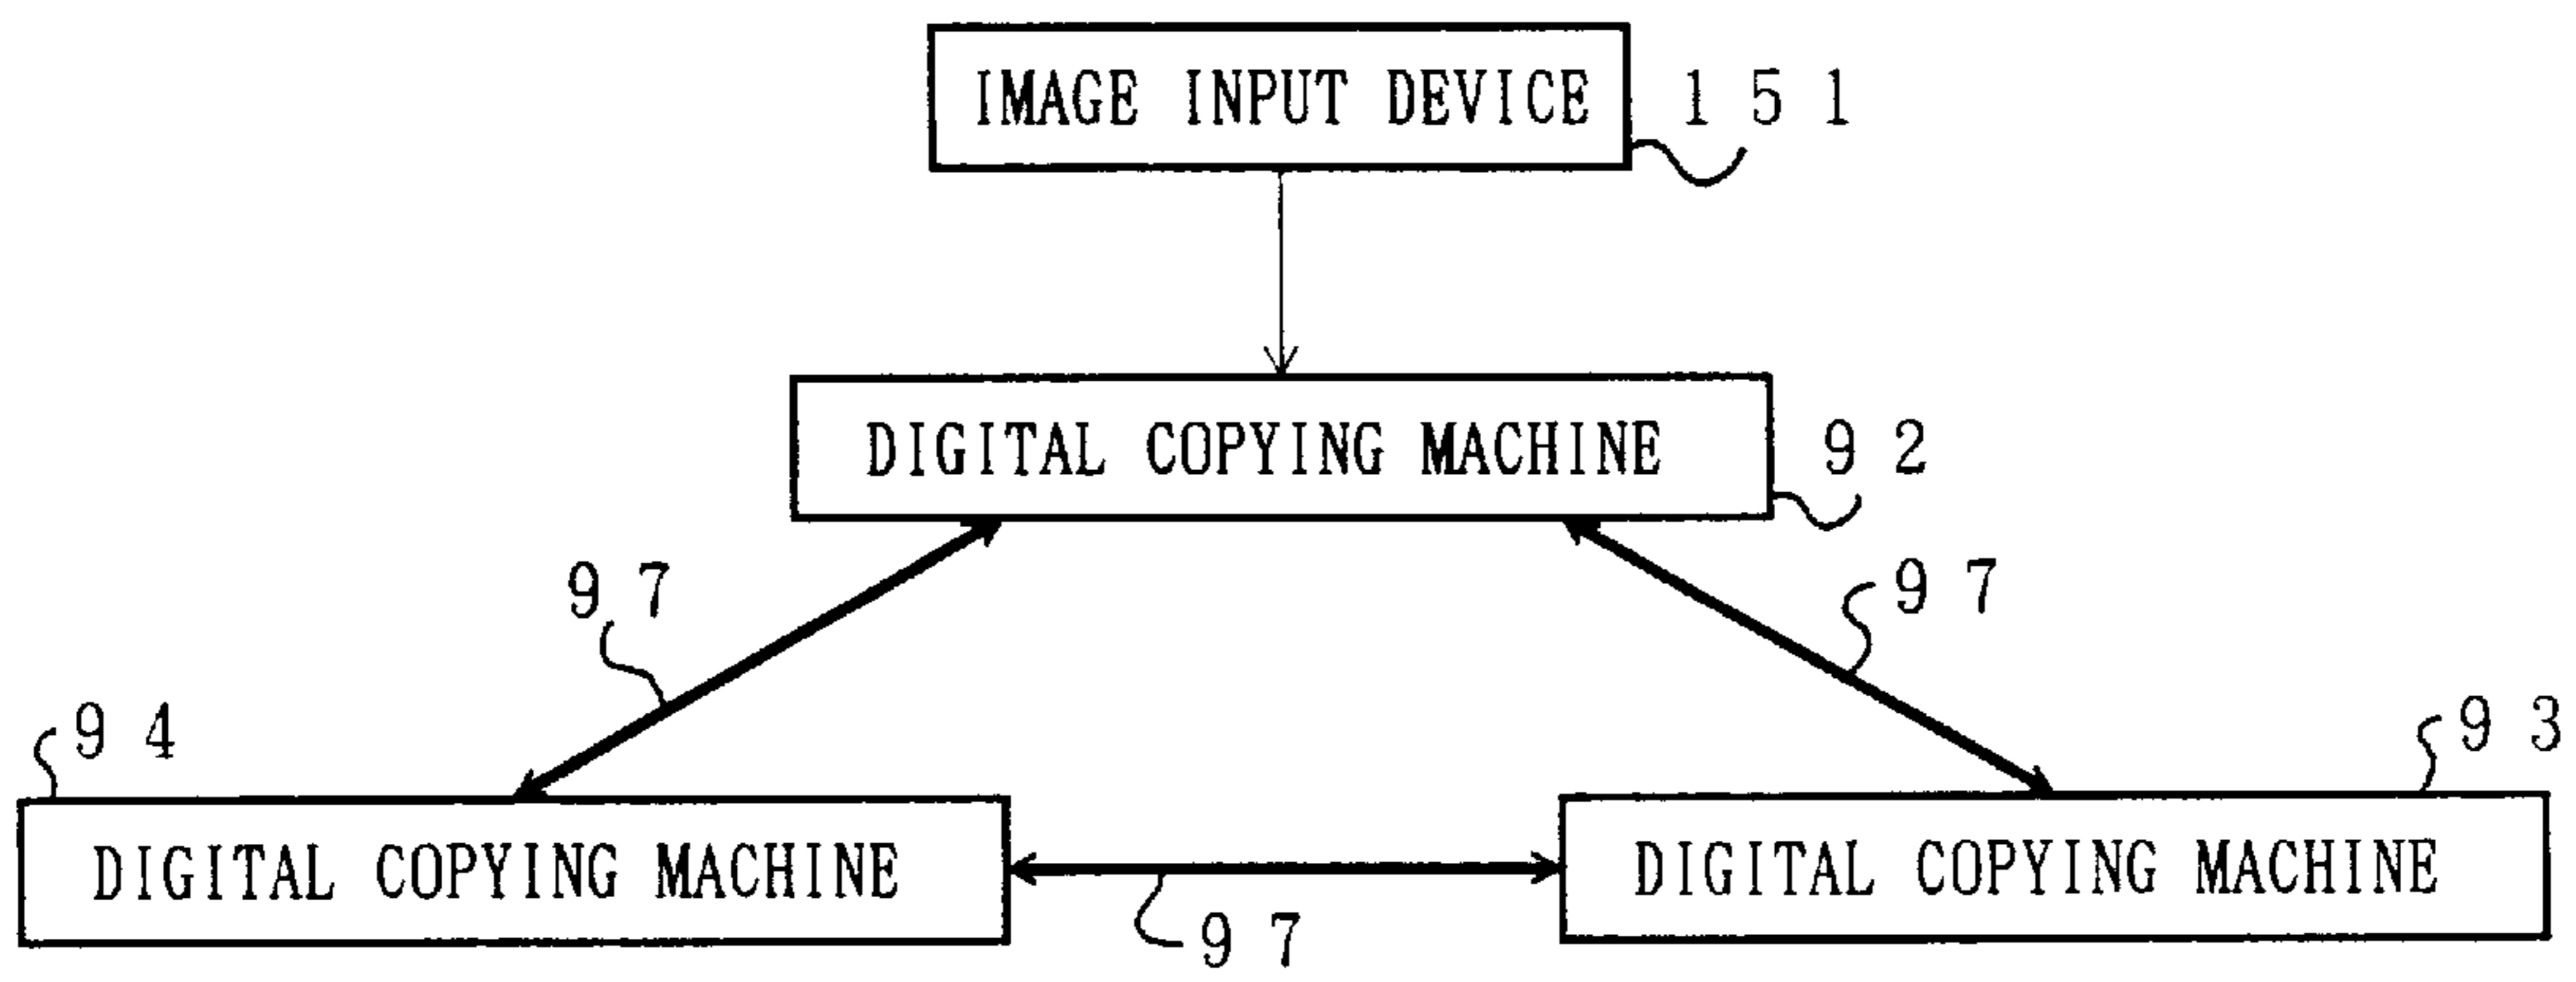 IMAGE INPUT DEVICE
151
DIGITAL COPYING MACHINE
92
97
97
94
93
DIGITAL COPYING MACHINE
DIGITAL COPYING MACHINE
97